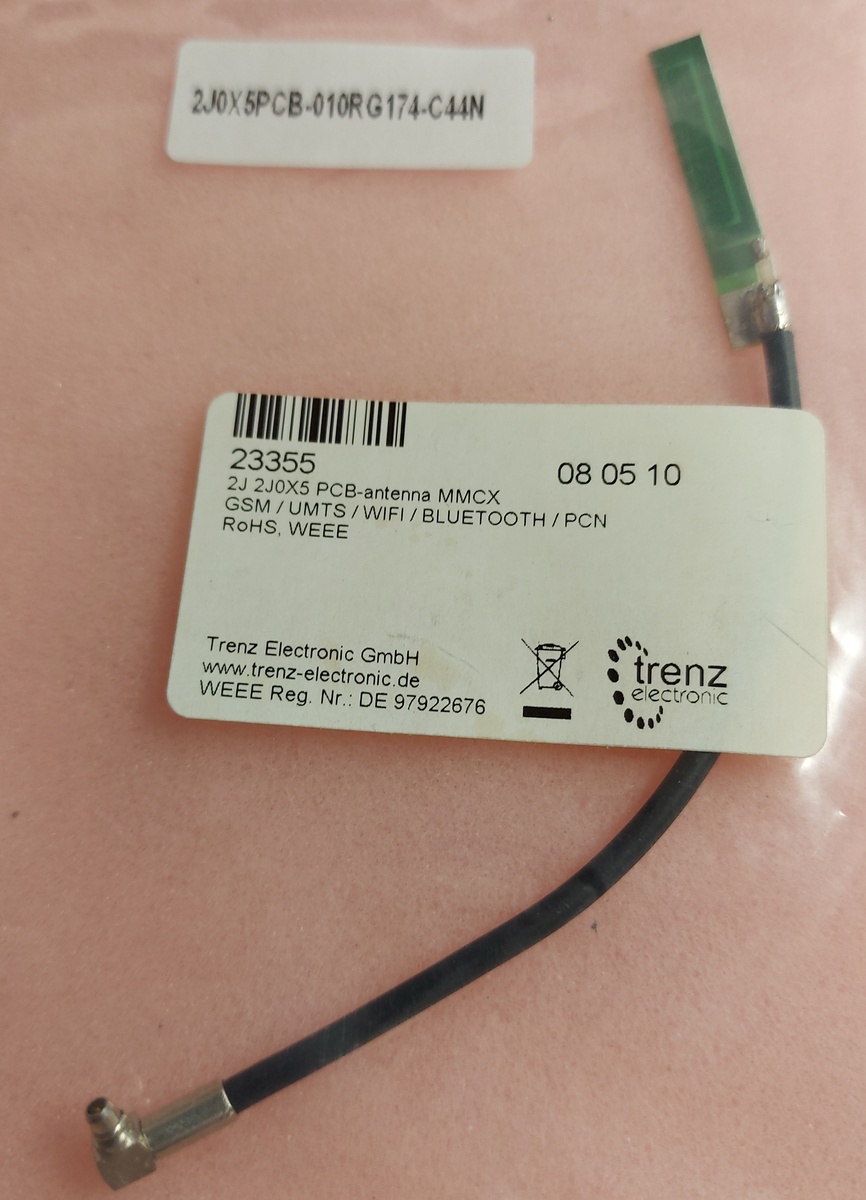 2J0X5PCB-010RG174-C44N
23355
08 05 10
2J 2J0X5 PCB-antenna MMCX
GSM / UMTS / WIFI / BLUETOOTH / PCN
RoHS, WEEE
Trenz Electronic GmbH
www.trenz-electronic.de
WEEE Reg. Nr.: DE 97922676
trenz
electronic